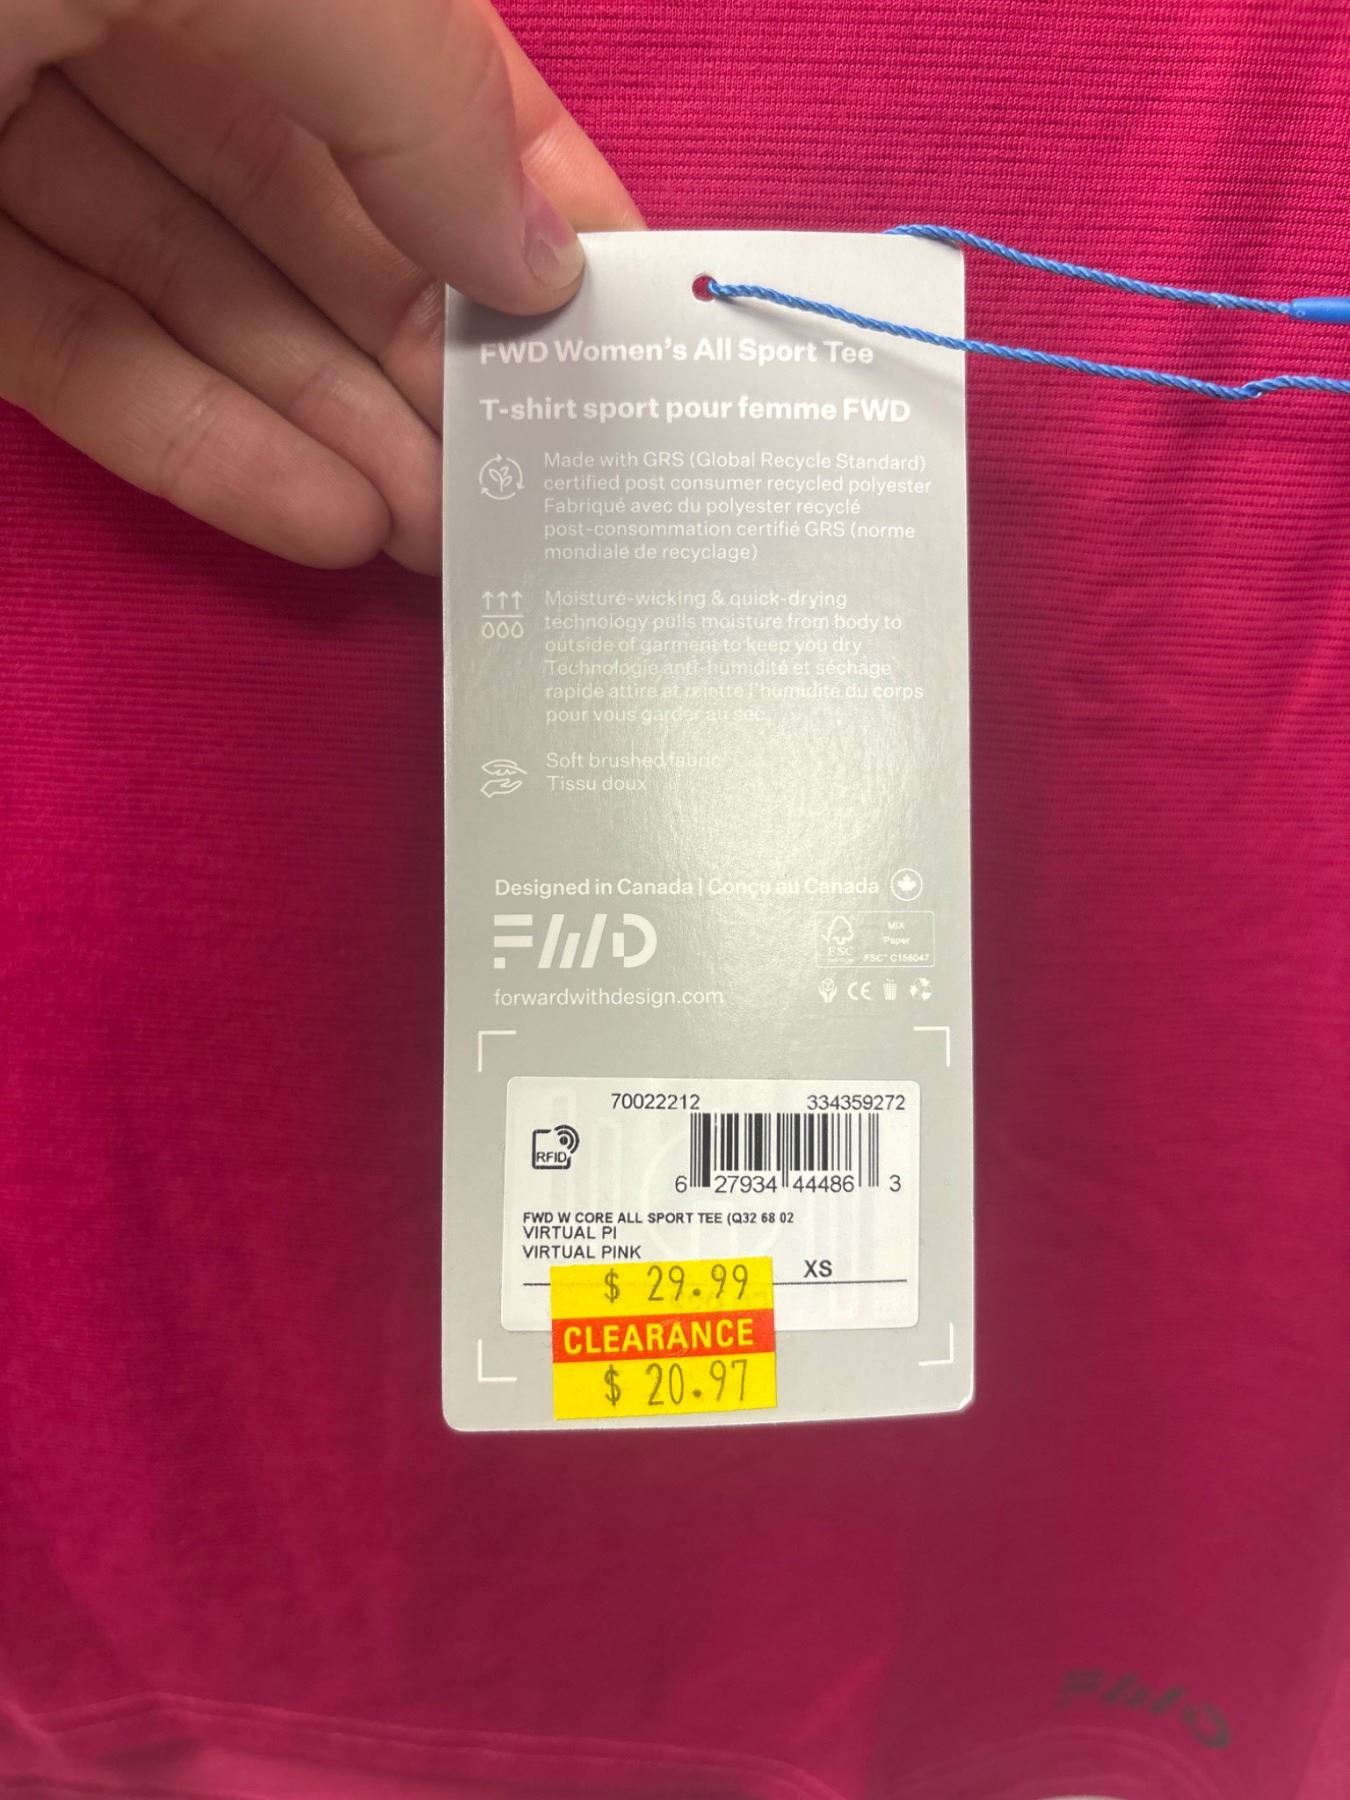 FWD Women's All Sport Tee
T-shirt sport pour femme FWD
Made with GRS (Global Recycle Standard)
certified post consumer recycled polyester
Fabriqué avec du polyester recyclé
post-consommation certifié GRS (norme
mondiale de recyclage)
Moisture-wicking & quick-drying
technology pulls moisture from body to
outside of garment to keep you dry
Technologie anti-humidité et séchage
rapide attire et rejette l'humidité du corps
pour vous garder au sec.
Soft brushed fabric
Tissu doux
Designed in Canada | Conçu au Canada
FWD
FSC
MIX
Paper
FSC™ C156047
forwardwithdesign.com
CE
70022212 334359272
RFID
6 27934 44486 3
FWD W CORE ALL SPORT TEE (Q32 68 02
VIRTUAL PI
VIRTUAL PINK
XS
$ 29.99
CLEARANCE
$ 20.97
FWD